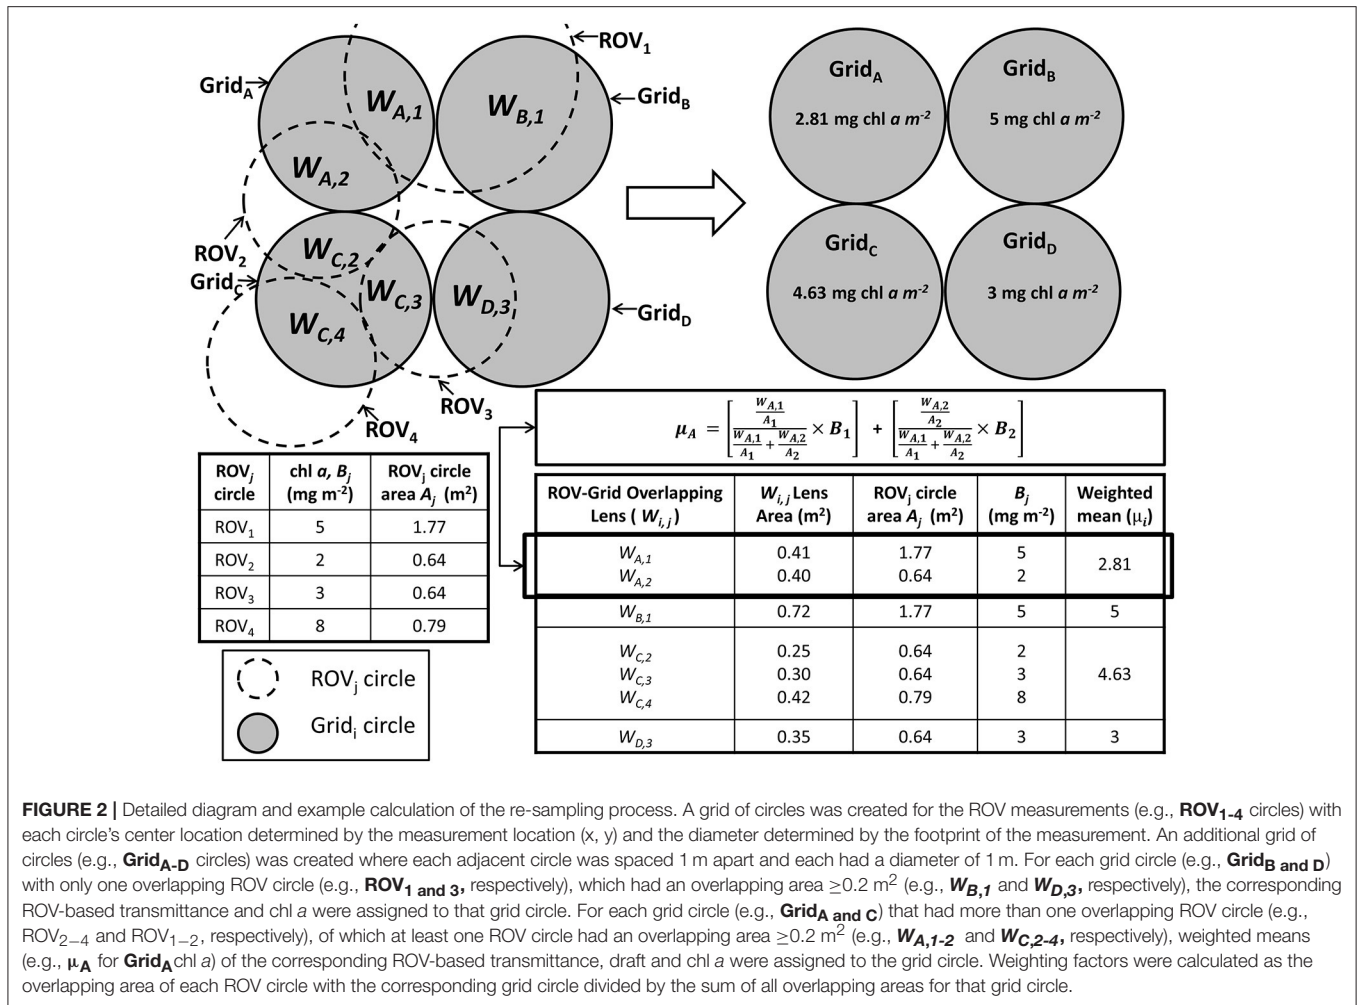 ROV1
GridA
WA,1
WB,1
GridB
WA,2
ROV2
WC,2
GridC
WC,3
WD,3
WC,4
GridD
ROV3
ROV4
GridA
2.81 mg chl a m-2
GridB
5 mg chl a m-2
GridC
4.63 mg chl a m-2
GridD
3 mg chl a m-2
μA = [ (WA,1/A1) / (WA,1/A1 + WA,2/A2) × B1 ] + [ (WA,2/A2) / (WA,1/A1 + WA,2/A2) × B2 ]
ROVj circle | chl a, Bj (mg m-2) | ROVj circle area Aj (m2)
ROV1 5 1.77
ROV2 2 0.64
ROV3 3 0.64
ROV4 8 0.79
ROVj circle
Gridi circle
ROV-Grid Overlapping Lens ( Wi,j) | Wi,j Lens Area (m2) | ROVj circle area Aj (m2) | Bj (mg m-2) | Weighted mean (μi)
WA,1 0.41 1.77 5
2.81
WA,2 0.40 0.64 2
WB,1 0.72 1.77 5 5
WC,2 0.25 0.64 2
WC,3 0.30 0.64 3 4.63
WC,4 0.42 0.79 8
WD,3 0.35 0.64 3 3
FIGURE 2 | Detailed diagram and example calculation of the re-sampling process. A grid of circles was created for the ROV measurements (e.g., ROV1-4 circles) with
each circle's center location determined by the measurement location (x, y) and the diameter determined by the footprint of the measurement. An additional grid of
circles (e.g., GridA-D circles) was created where each adjacent circle was spaced 1 m apart and each had a diameter of 1 m. For each grid circle (e.g., GridB and D)
with only one overlapping ROV circle (e.g., ROV1 and 3, respectively), which had an overlapping area ≥0.2 m2 (e.g., WB,1 and WD,3, respectively), the corresponding
ROV-based transmittance and chl a were assigned to that grid circle. For each grid circle (e.g., GridA and C) that had more than one overlapping ROV circle (e.g.,
ROV2−4 and ROV1−2, respectively), of which at least one ROV circle had an overlapping area ≥0.2 m2 (e.g., WA,1-2 and WC,2-4, respectively), weighted means
(e.g., μA for GridAchl a) of the corresponding ROV-based transmittance, draft and chl a were assigned to the grid circle. Weighting factors were calculated as the
overlapping area of each ROV circle with the corresponding grid circle divided by the sum of all overlapping areas for that grid circle.